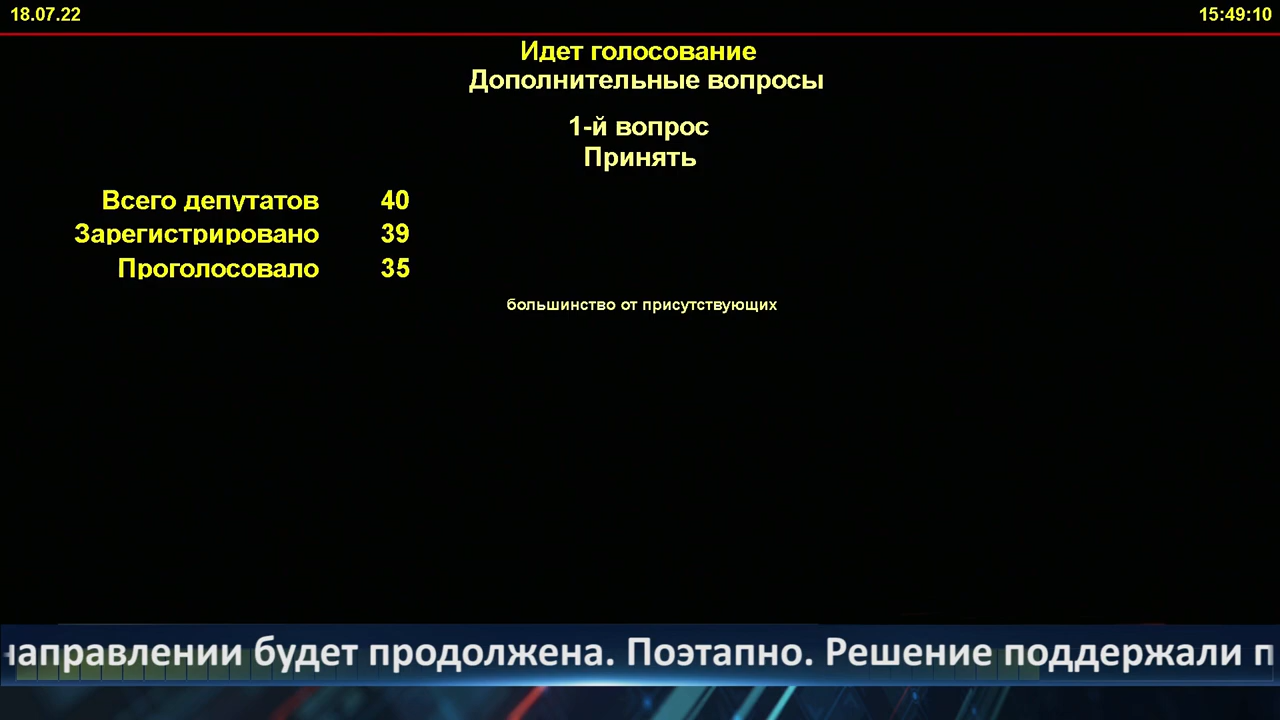 18.07.22 15:49:10
Идет голосование
Дополнительные вопросы
1-й вопрос
Принять
Всего депутатов 40
Зарегистрировано 39
Проголосовало 35
большинство от присутствующих
направлении будет продолжена. Поэтапно. Решение поддержали